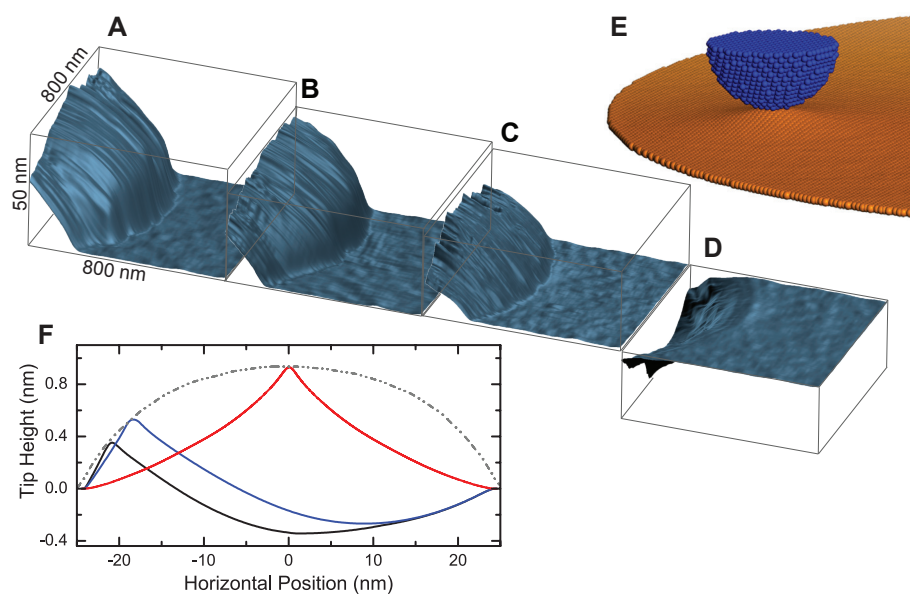 A
B
C
D
E
800 nm
50 nm
800 nm
F
Tip Height (nm)
0.8
0.4
0.0
-0.4
-20
-10
0
10
20
Horizontal Position (nm)